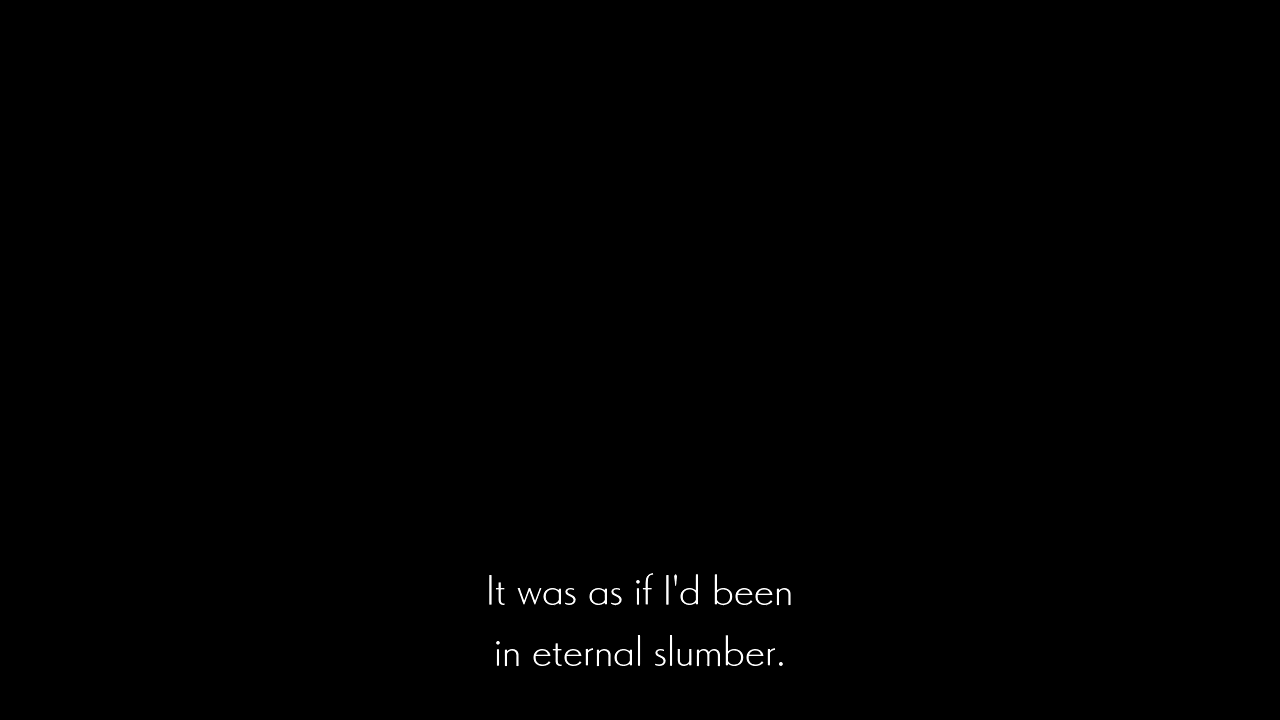 It was as if I'd been
in eternal slumber.